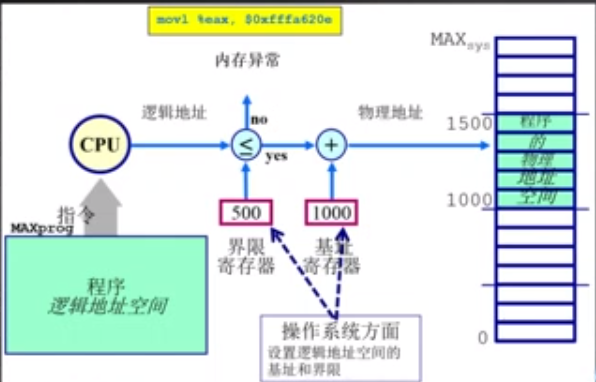 movl %eax, $0xfffa620e
内存异常
MAXsys
逻辑地址
no
物理地址
1500
程序
CPU
≤
yes
+
的
物理
地址
空间
指令
500
1000
1000
MAXprog
界限
寄存器
基址
寄存器
程序
逻辑地址空间
操作系统方面
设置逻辑地址空间的
基址和界限
0